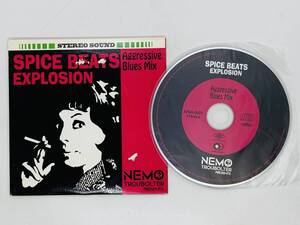 STEREO SOUND
SPICE BEATS
EXPLOSION
Aggressive
Blues Mix
NEMO
TROUBOLTER
PRESENTS
SPICE BEATS
EXPLOSION
Aggressive
Blues Mix
NEMO
TROUBOLTER
PRESENTS